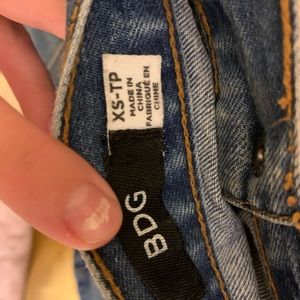 XS-TP
MADE IN
CHINA
FABRIQUÉ EN
CHINE
BDG